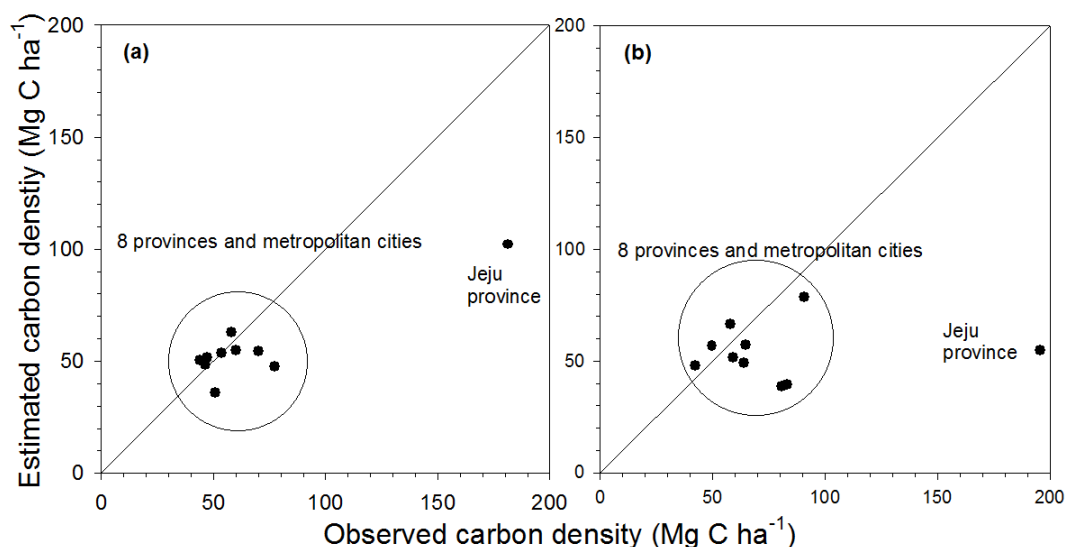 (a)
200
150
100
50
0
0
50
100
150
200
8 provinces and metropolitan cities
Jeju
province
(b)
200
150
100
50
0
0
50
100
150
200
8 provinces and metropolitan cities
Jeju
province
Estimated carbon denstiy (Mg C ha⁻¹)
Observed carbon density (Mg C ha⁻¹)